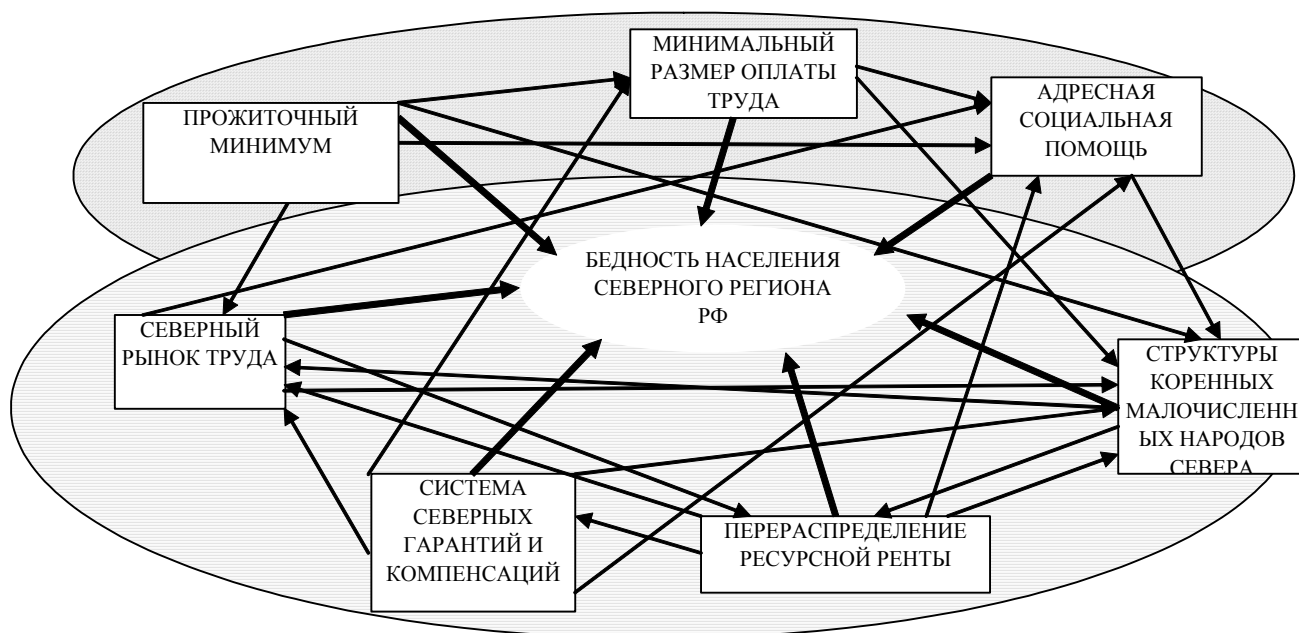 МИНИМАЛЬНЫЙ
РАЗМЕР ОПЛАТЫ
ТРУДА
ПРОЖИТОЧНЫЙ
МИНИМУМ
АДРЕСНАЯ
СОЦИАЛЬНАЯ
ПОМОЩЬ
БЕДНОСТЬ НАСЕЛЕНИЯ
СЕВЕРНОГО РЕГИОНА
РФ
СЕВЕРНЫЙ
РЫНОК ТРУДА
СТРУКТУРЫ
КОРЕННЫХ
МАЛОЧИСЛЕНН
ЫХ НАРОДОВ
СЕВЕРА
СИСТЕМА
СЕВЕРНЫХ
ГАРАНТИЙ И
КОМПЕНСАЦИЙ
ПЕРЕРАСПРЕДЕЛЕНИЕ
РЕСУРСНОЙ РЕНТЫ